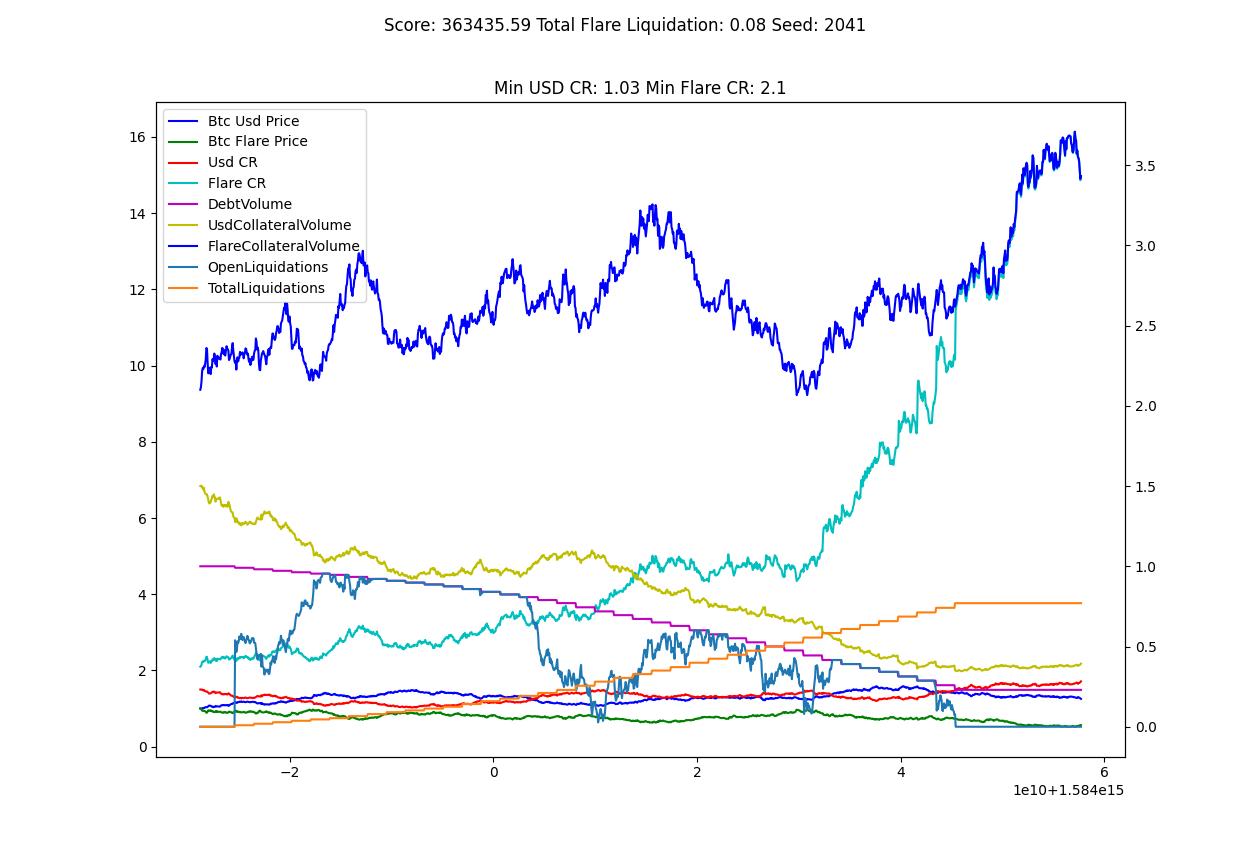 Score: 363435.59 Total Flare Liquidation: 0.08 Seed: 2041
Min USD CR: 1.03 Min Flare CR: 2.1
Btc Usd Price
Btc Flare Price
Usd CR
Flare CR
DebtVolume
UsdCollateralVolume
FlareCollateralVolume
OpenLiquidations
TotalLiquidations
16
14
12
10
8
6
4
2
0
3.5
3.0
2.5
2.0
1.5
1.0
0.5
0.0
−2 0 2 4 6
1e10+1.584e15